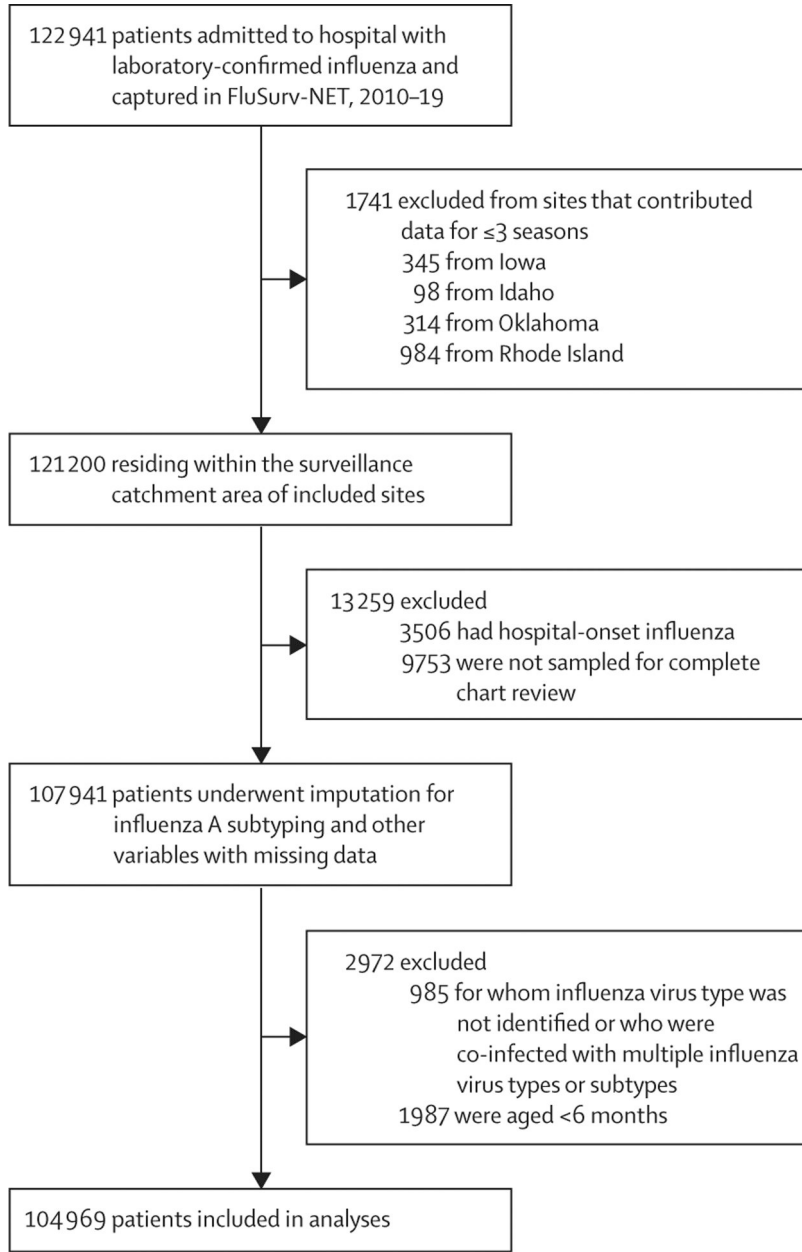 122 941 patients admitted to hospital with
laboratory-confirmed influenza and
captured in FluSurv-NET, 2010–19
1741 excluded from sites that contributed
data for ≤3 seasons
345 from Iowa
98 from Idaho
314 from Oklahoma
984 from Rhode Island
121 200 residing within the surveillance
catchment area of included sites
13 259 excluded
3506 had hospital-onset influenza
9753 were not sampled for complete
chart review
107 941 patients underwent imputation for
influenza A subtyping and other
variables with missing data
2972 excluded
985 for whom influenza virus type was
not identified or who were
co-infected with multiple influenza
virus types or subtypes
1987 were aged <6 months
104 969 patients included in analyses